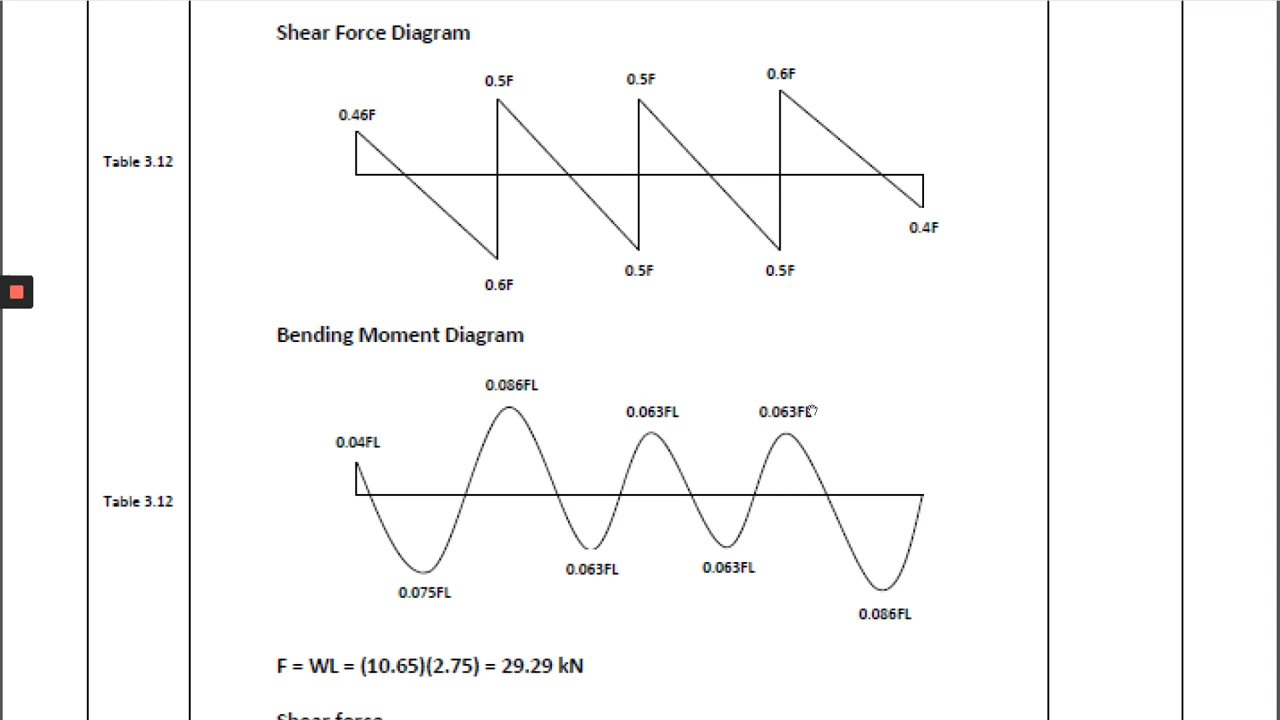 Shear Force Diagram
0.46F
0.5F
0.5F
0.6F
Table 3.12
0.4F
0.6F
0.5F
0.5F
Bending Moment Diagram
0.04FL
0.086FL
0.063FL
0.063FL
Table 3.12
0.075FL
0.063FL
0.063FL
0.086FL
F = WL = (10.65)(2.75) = 29.29 kN
Shear force